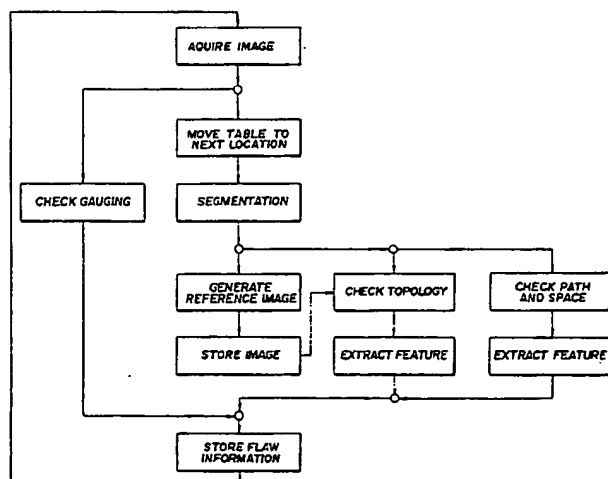 AQUIRE IMAGE
MOVE TABLE TO
NEXT LOCATION
CHECK GAUGING
SEGMENTATION
GENERATE
REFERENCE IMAGE
CHECK TOPOLOGY
CHECK PATH
AND SPACE
STORE IMAGE
EXTRACT FEATURE
EXTRACT FEATURE
STORE FLAW
INFORMATION